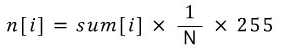 n[i] = sum[i] × 1/N × 255